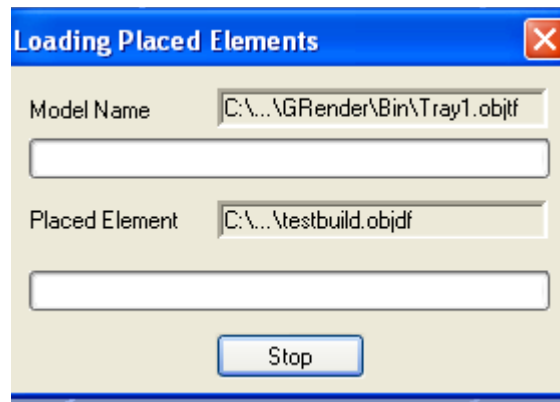 Loading Placed Elements
Model Name C:\...\GRender\Bin\Tray1.objtf
Placed Element C:\...\testbuild.objdf
Stop